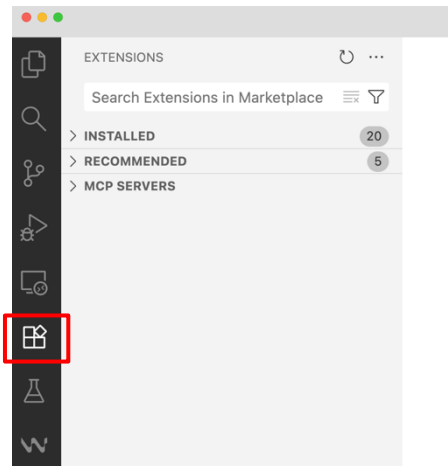 EXTENSIONS
Search Extensions in Marketplace
INSTALLED 20
RECOMMENDED 5
MCP SERVERS